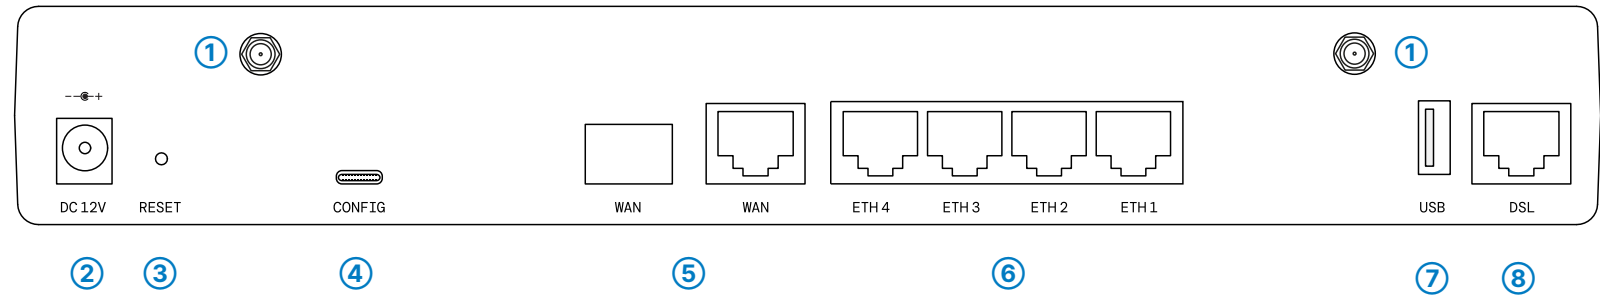 ① ①
DC 12V RESET CONFIG WAN WAN ETH 4 ETH 3 ETH 2 ETH 1 USB DSL
② ③ ④ ⑤ ⑥ ⑦ ⑧